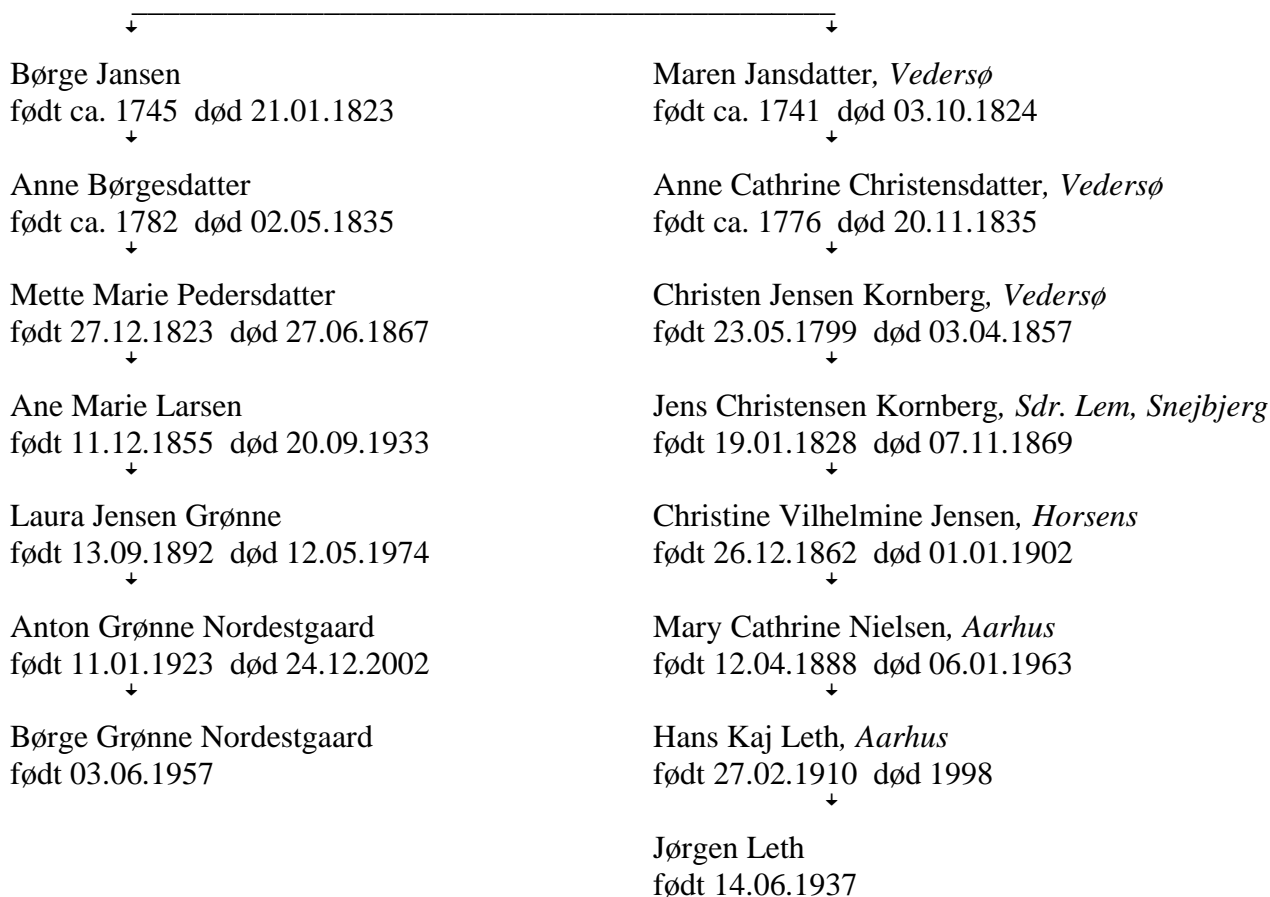 Børge Jansen
født ca. 1745 død 21.01.1823
Anne Børgesdatter
født ca. 1782 død 02.05.1835
Mette Marie Pedersdatter
født 27.12.1823 død 27.06.1867
Ane Marie Larsen
født 11.12.1855 død 20.09.1933
Laura Jensen Grønne
født 13.09.1892 død 12.05.1974
Anton Grønne Nordestgaard
født 11.01.1923 død 24.12.2002
Børge Grønne Nordestgaard
født 03.06.1957
Maren Jansdatter, Vedersø
født ca. 1741 død 03.10.1824
Anne Cathrine Christensdatter, Vedersø
født ca. 1776 død 20.11.1835
Christen Jensen Kornberg, Vedersø
født 23.05.1799 død 03.04.1857
Jens Christensen Kornberg, Sdr. Lem, Snejbjerg
født 19.01.1828 død 07.11.1869
Christine Vilhelmine Jensen, Horsens
født 26.12.1862 død 01.01.1902
Mary Cathrine Nielsen, Aarhus
født 12.04.1888 død 06.01.1963
Hans Kaj Leth, Aarhus
født 27.02.1910 død 1998
Jørgen Leth
født 14.06.1937